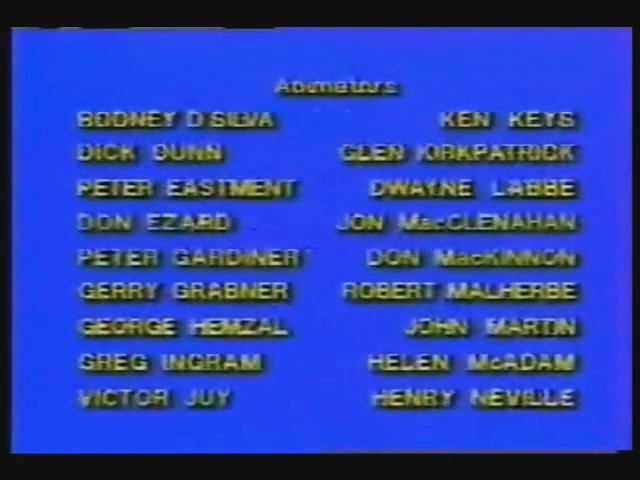 Animators
RODNEY D'SILVA KEN KEYS
DICK DUNN GLEN KIRKPATRICK
PETER EASTMENT DWAYNE LABBE
DON EZARD JON MacCLENAHAN
PETER GARDINER DON MacKINNON
GERRY GRABNER ROBERT MALHERBE
GEORGE HEMZAL JOHN MARTIN
GREG INGRAM HELEN McADAM
VICTOR JUY HENRY NEVILLE